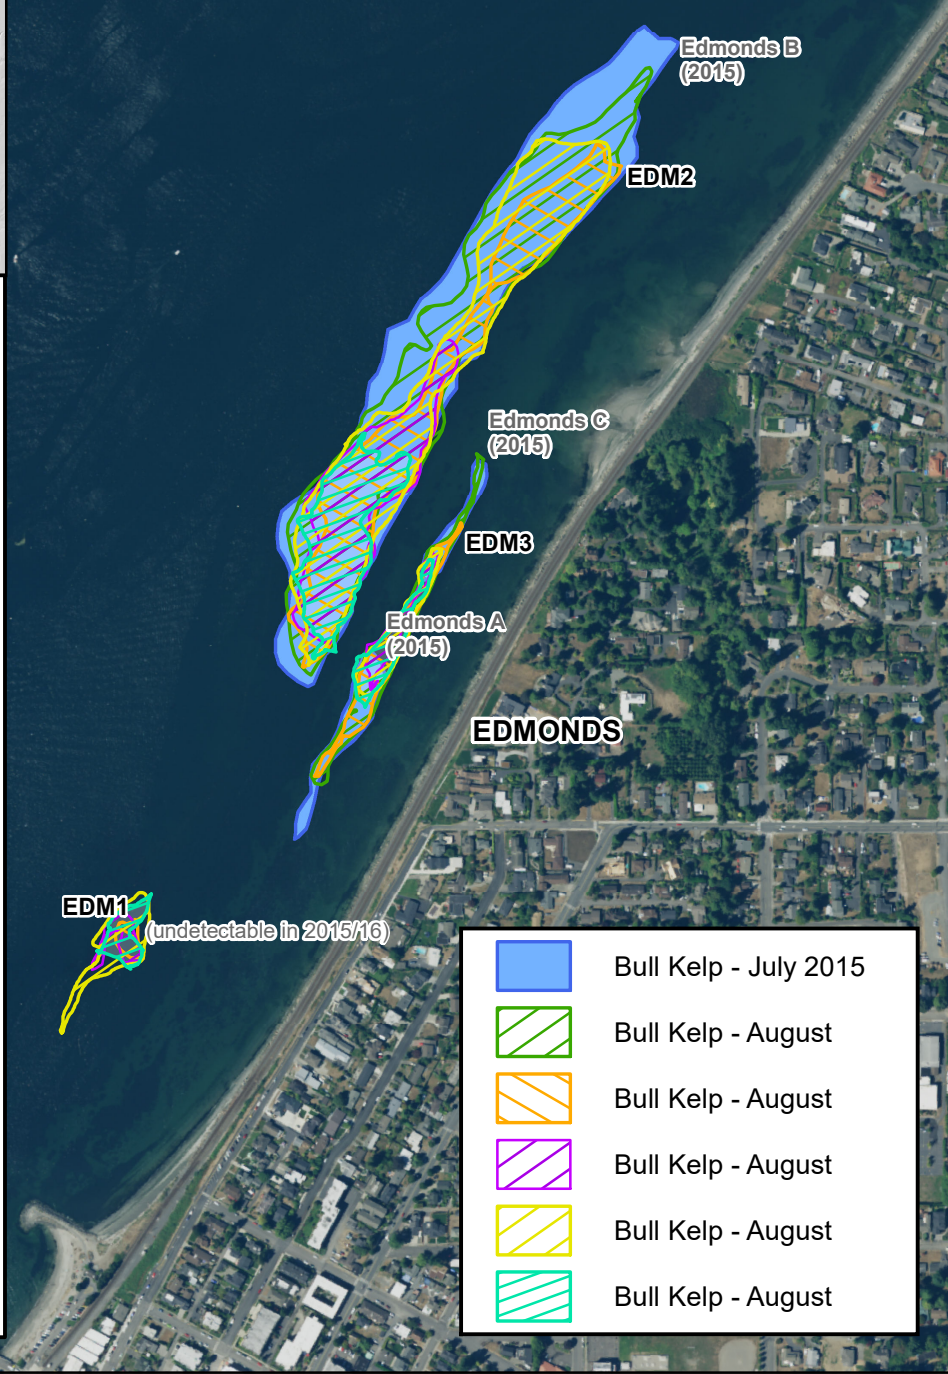 Edmonds B
(2015)
EDM2
Edmonds C
(2015)
EDM3
Edmonds A
(2015)
EDMONDS
EDM1
(undetectable in 2015/16)
Bull Kelp - July 2015
Bull Kelp - August
Bull Kelp - August
Bull Kelp - August
Bull Kelp - August
Bull Kelp - August